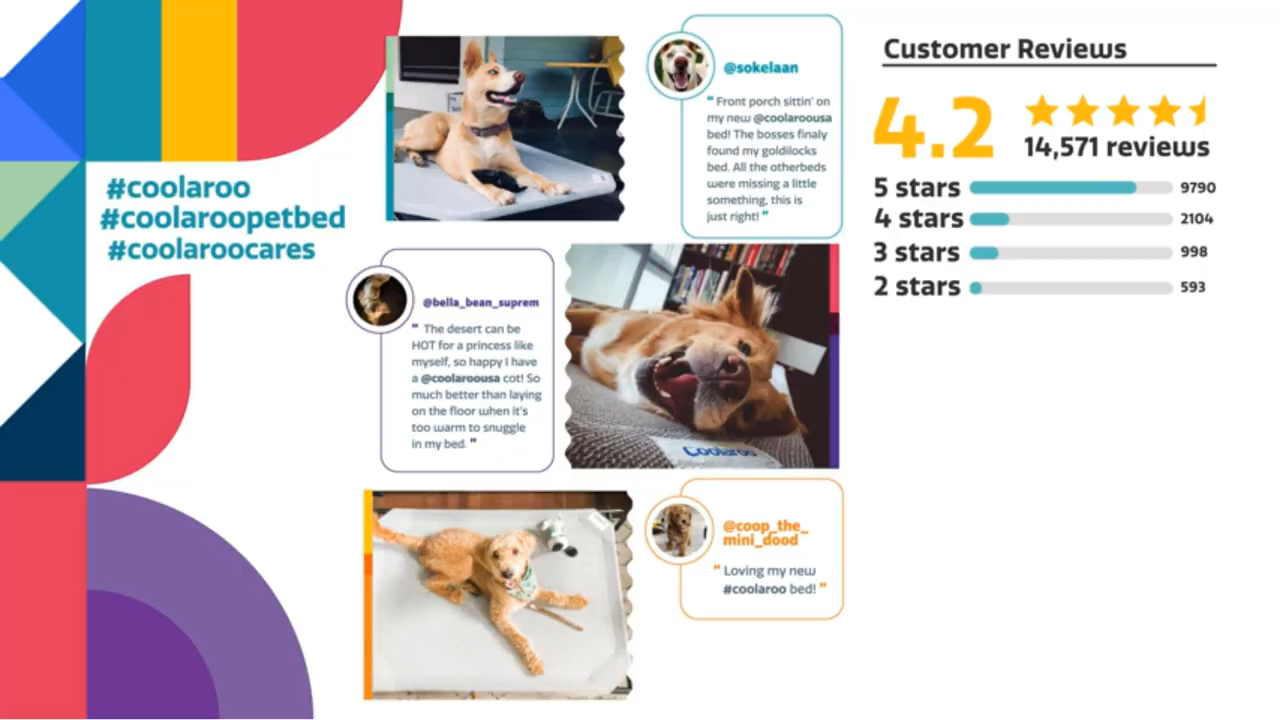 #coolaroo
#coolaroopetbed
#coolaroocares
@sokelaan
" Front porch sittin' on
my new @coolaroousa
bed! The bosses finaly
found my goldilocks
bed. All the otherbeds
were missing a little
something, this is
just right! "
@bella_bean_suprem
" The desert can be
HOT for a princess like
myself, so happy I have
a @coolaroousa cot! So
much better than laying
on the floor when it's
too warm to snuggle
in my bed. "
Coolaroo
@coop_the_
mini_dood
" Loving my new
#coolaroo bed! "
Customer Reviews
4.2
14,571 reviews
5 stars 9790
4 stars 2104
3 stars 998
2 stars 593